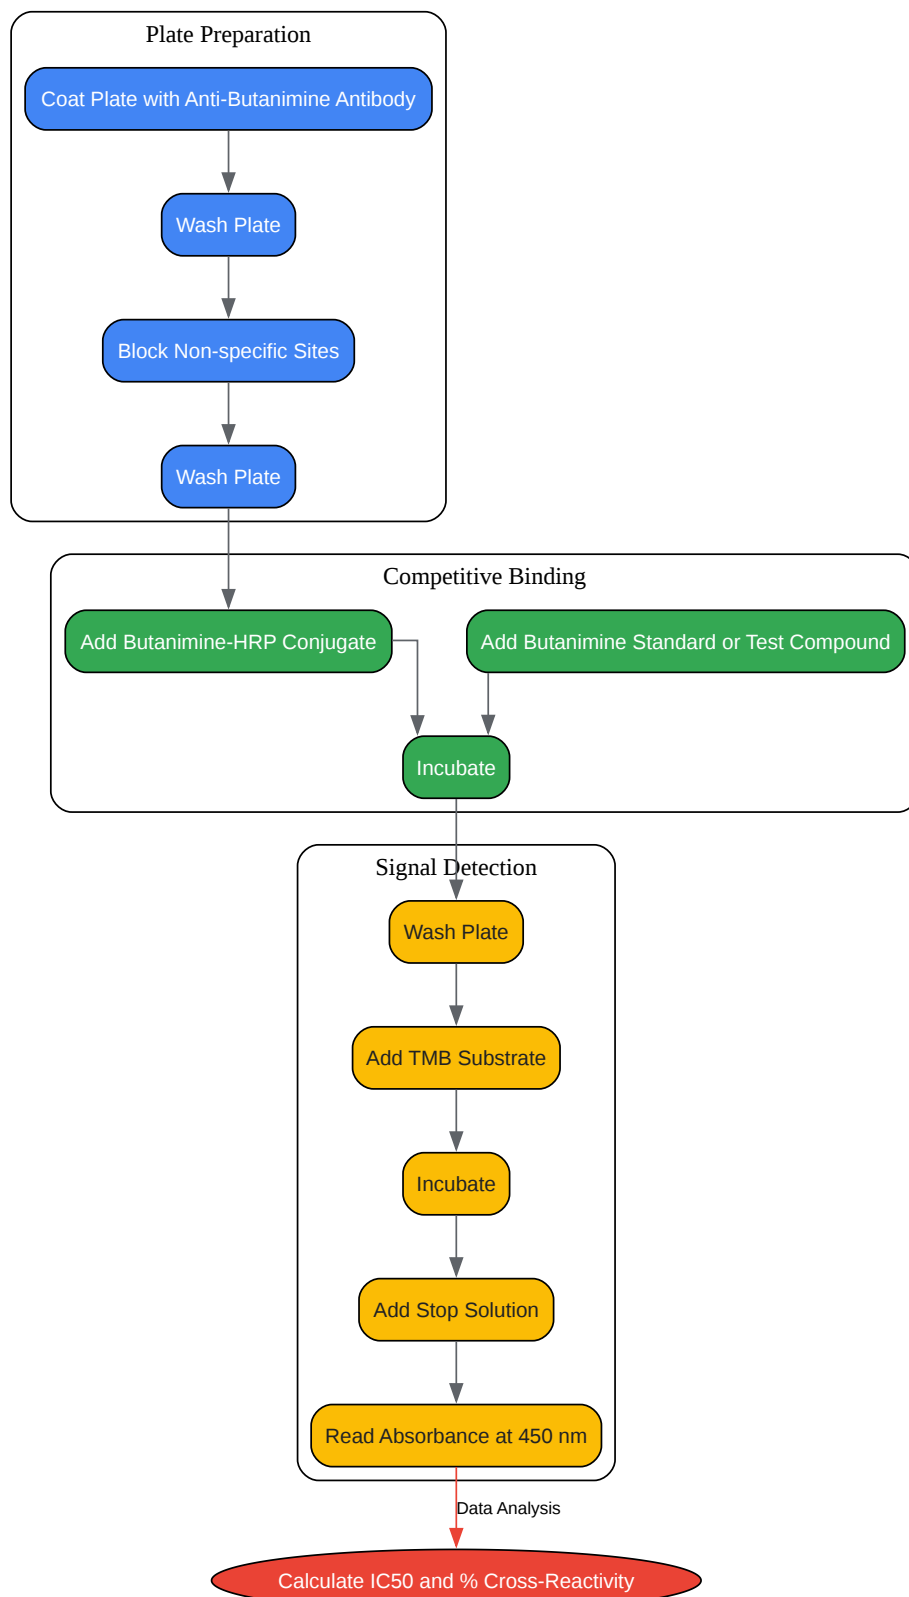 Plate Preparation
Coat Plate with Anti-Butanimine Antibody
Wash Plate
Block Non-specific Sites
Wash Plate
Competitive Binding
Add Butanimine-HRP Conjugate
Add Butanimine Standard or Test Compound
Incubate
Signal Detection
Wash Plate
Add TMB Substrate
Incubate
Add Stop Solution
Read Absorbance at 450 nm
Data Analysis
Calculate IC50 and % Cross-Reactivity